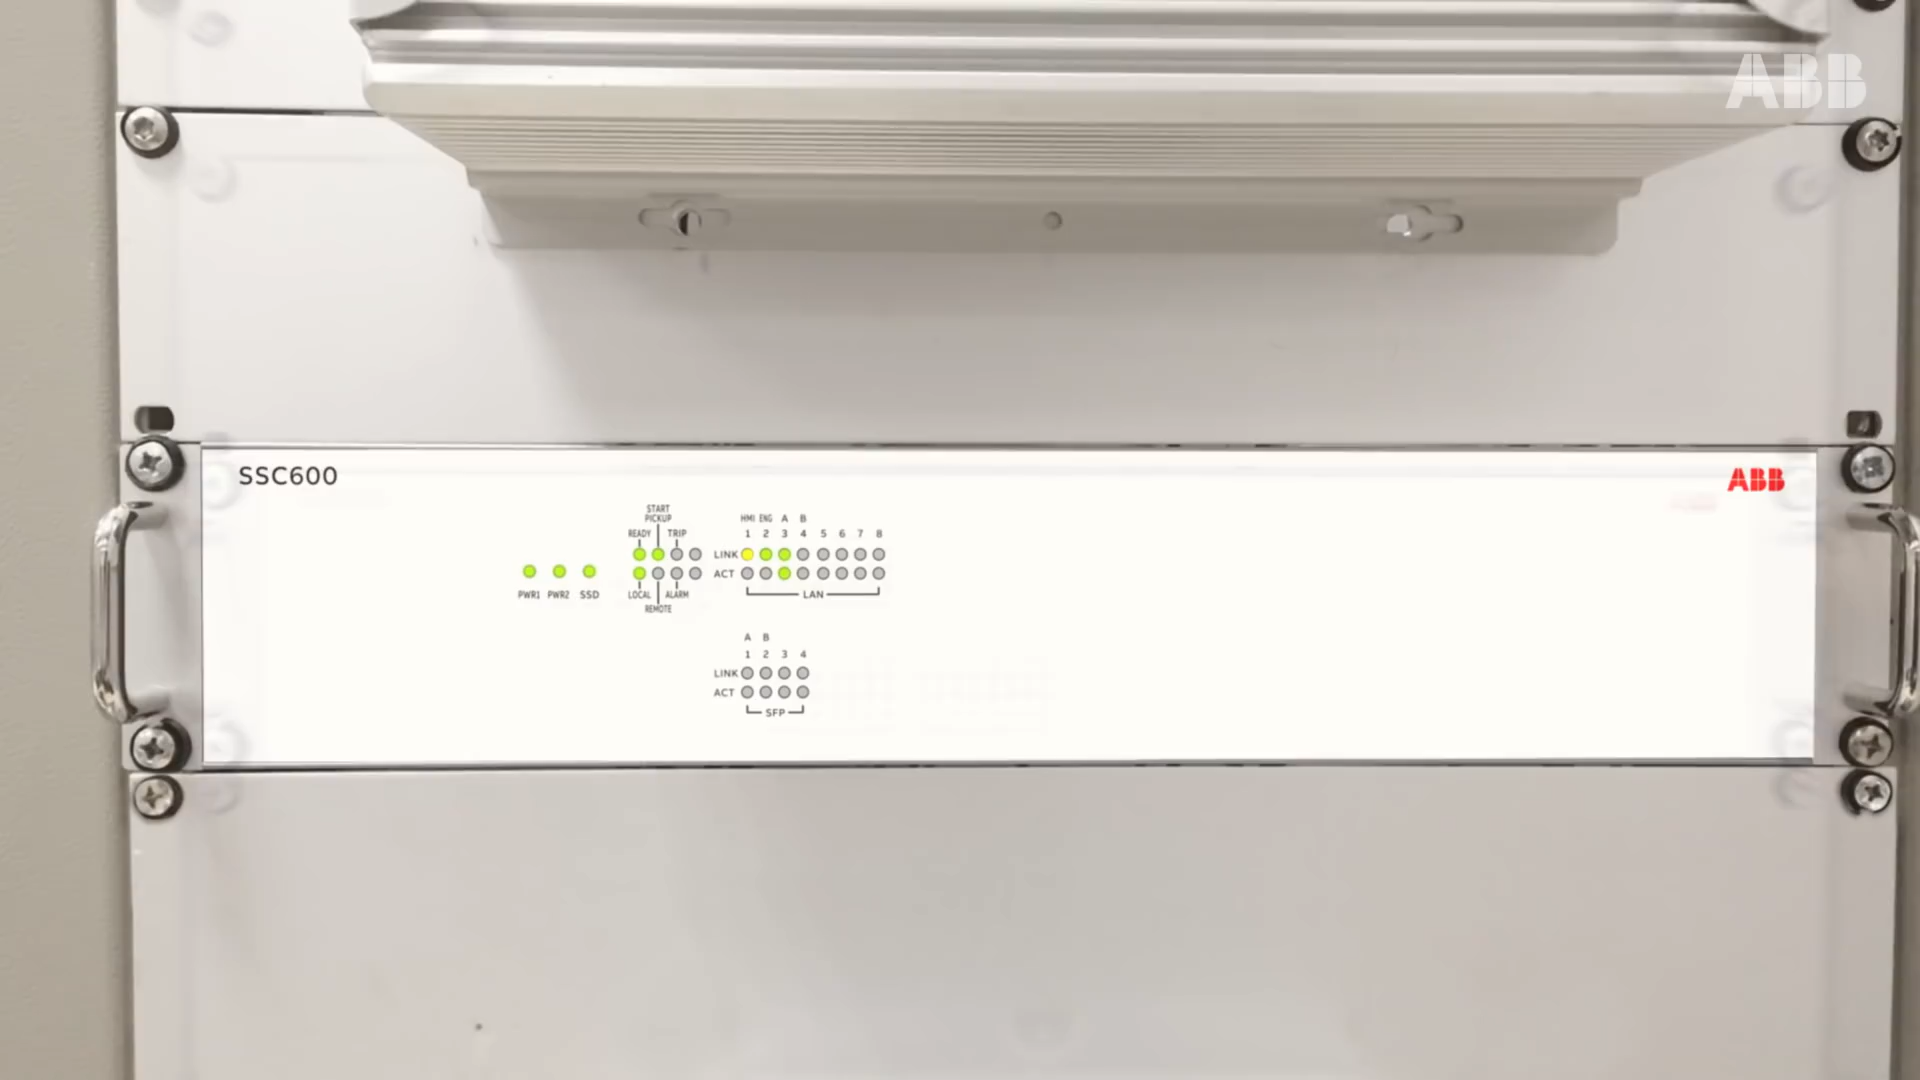 ABB
SSC600
ABB
START
PICKUP
READY TRIP
HMI ENG A B
1 2 3 4 5 6 7 8
LINK
ACT
PWR1 PWR2 SSD
LOCAL ALARM
REMOTE
LAN
A B
1 2 3 4
LINK
ACT
SFP